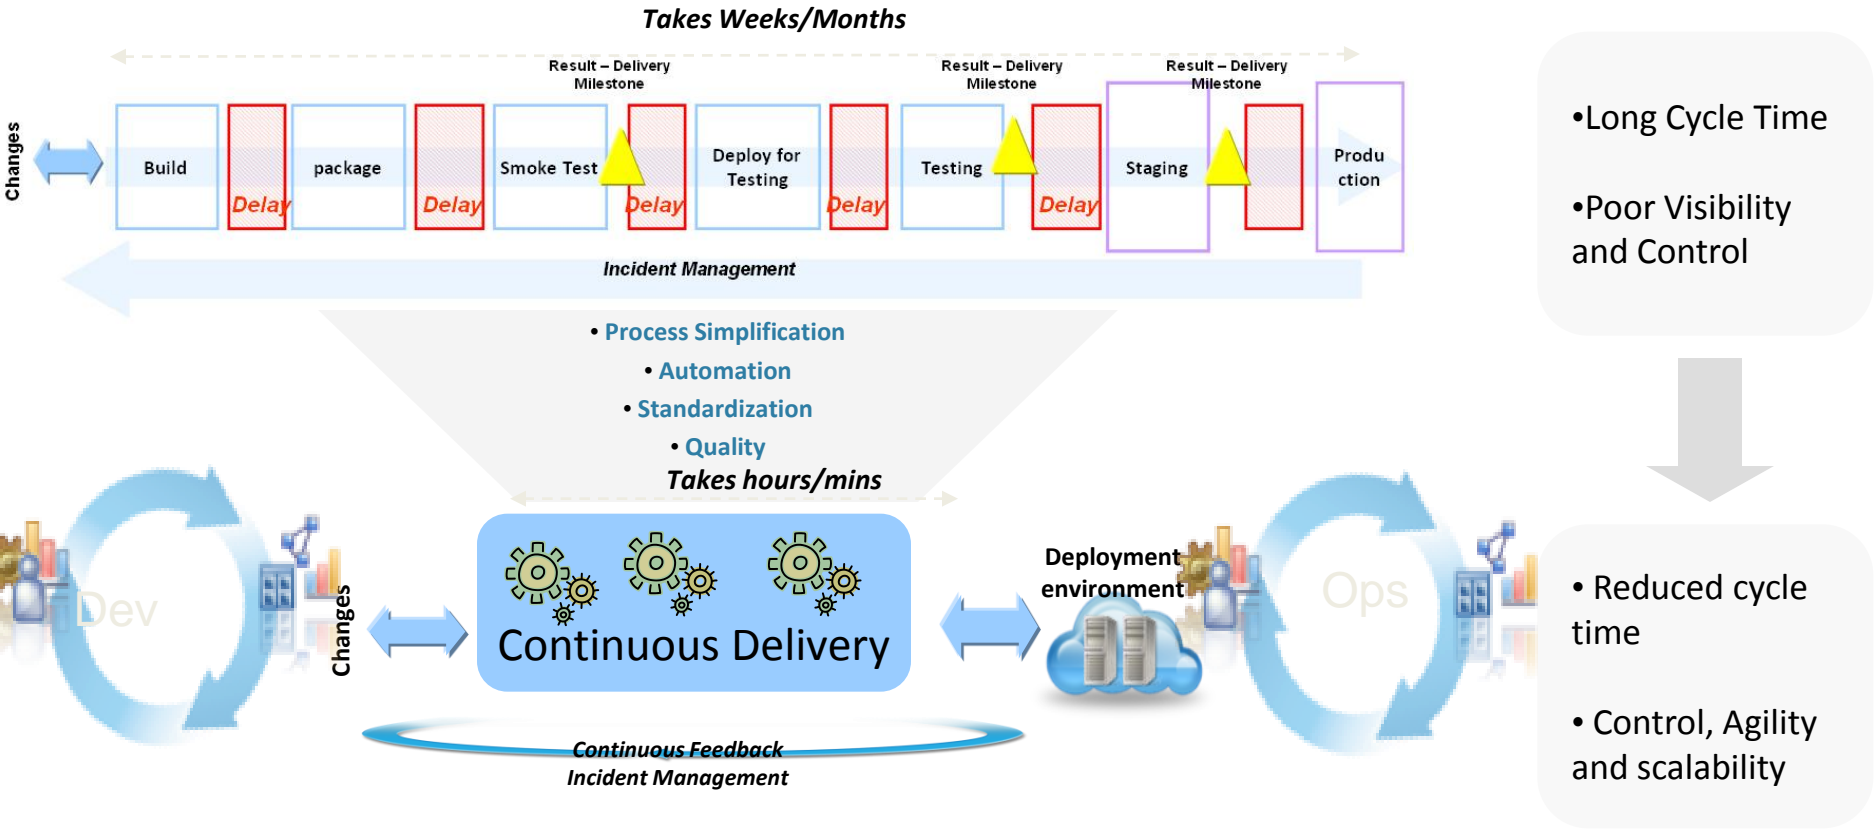 Takes Weeks/Months
Result – Delivery
Milestone
Result – Delivery
Milestone
Result – Delivery
Milestone
Changes
Build
Delay
package
Delay
Smoke Test
Delay
Deploy for
Testing
Delay
Testing
Delay
Staging
Produ
ction
Incident Management
•Long Cycle Time
•Poor Visibility
and Control
• Process Simplification
• Automation
• Standardization
• Quality
Takes hours/mins
Dev
Changes
Continuous Delivery
Deployment
environment
Ops
Continuous Feedback
Incident Management
• Reduced cycle
time
• Control, Agility
and scalability